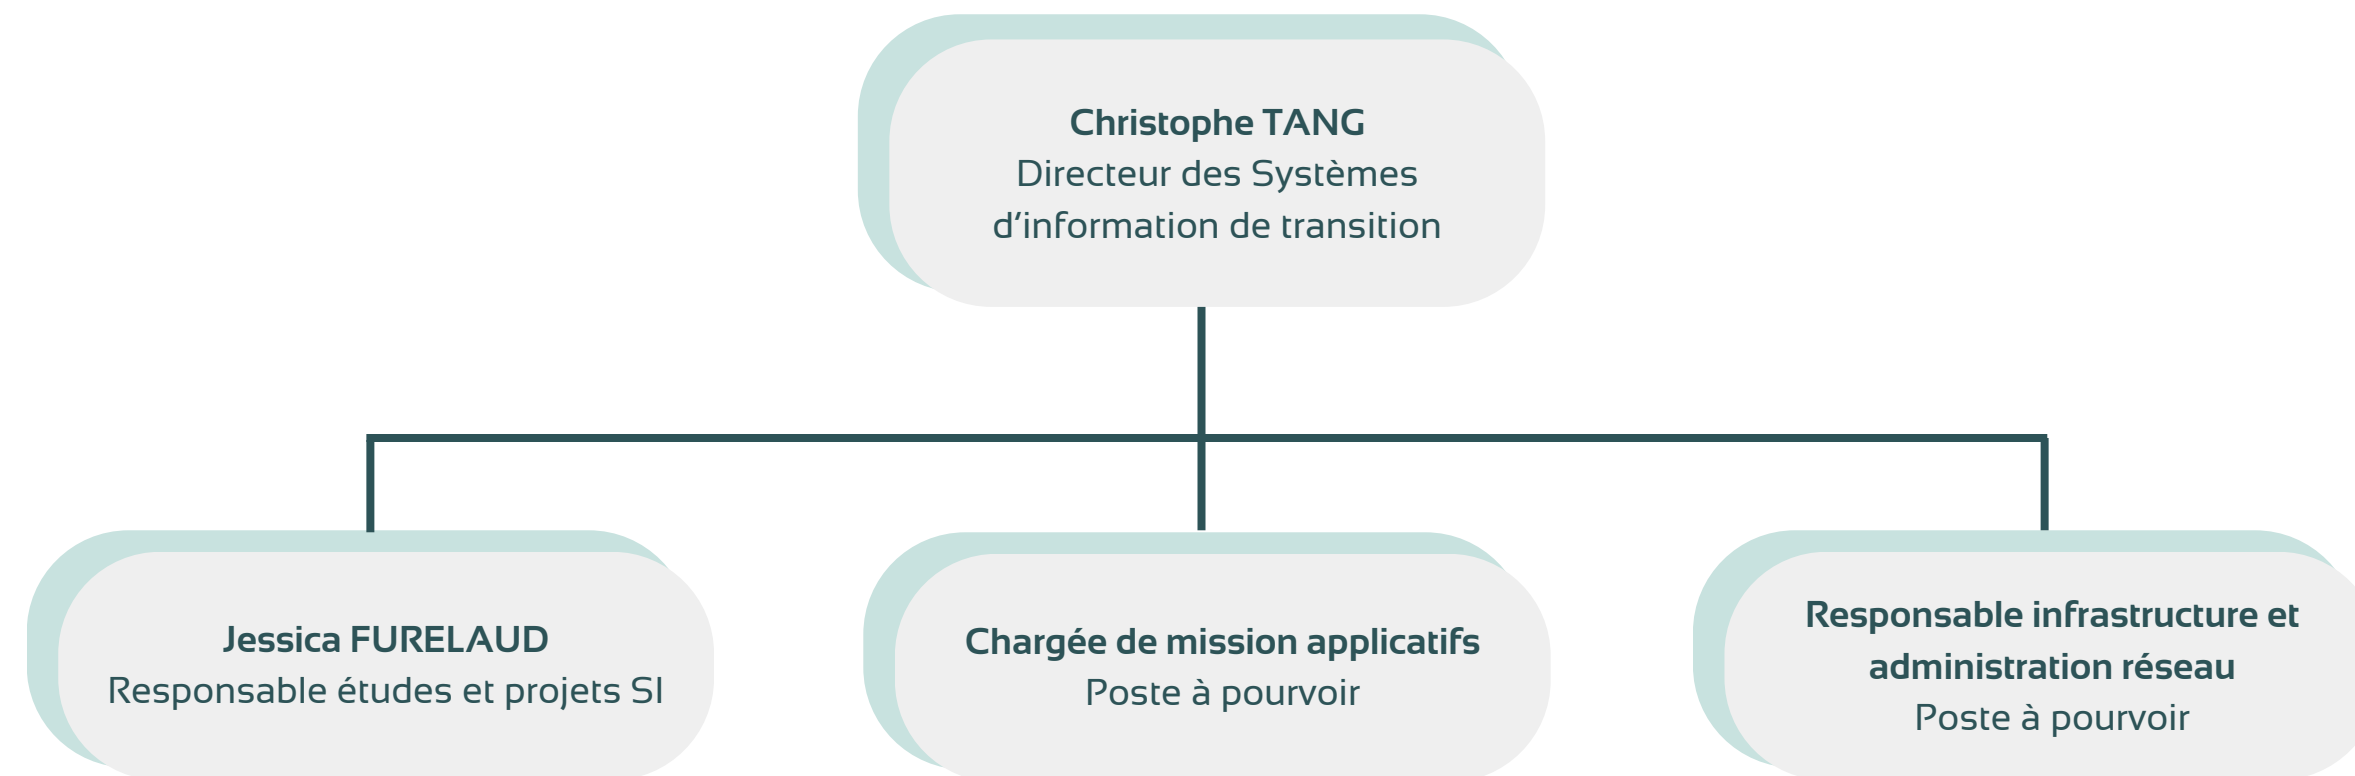 Christophe TANG
Directeur des Systèmes
d‘information de transition
Jessica FURELAUD
Responsable études et projets SI
Chargée de mission applicatifs
Poste à pourvoir
Responsable infrastructure et
administration réseau
Poste à pourvoir